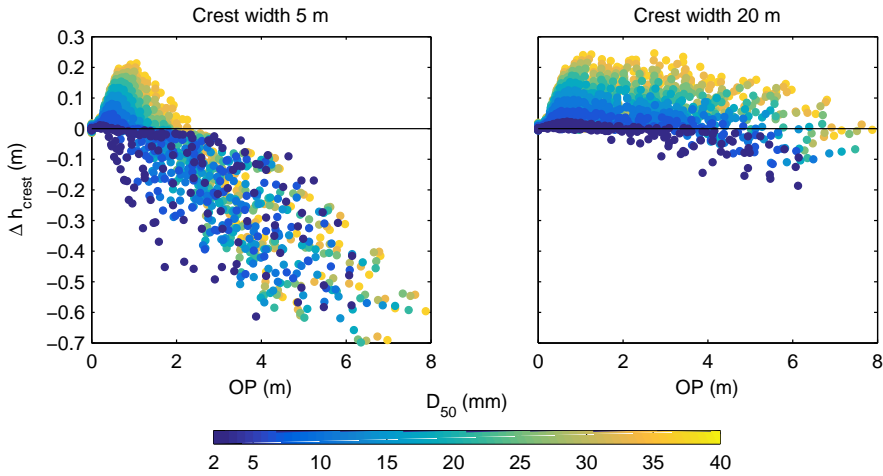 Crest width 5 m
Crest width 20 m
0.3
0.2
0.1
0
−0.1
−0.2
−0.3
−0.4
−0.5
−0.6
−0.7
Δ h_crest (m)
0 2 4 6 8
0 2 4 6 8
OP (m)
OP (m)
D_50 (mm)
2 5 10 15 20 25 30 35 40